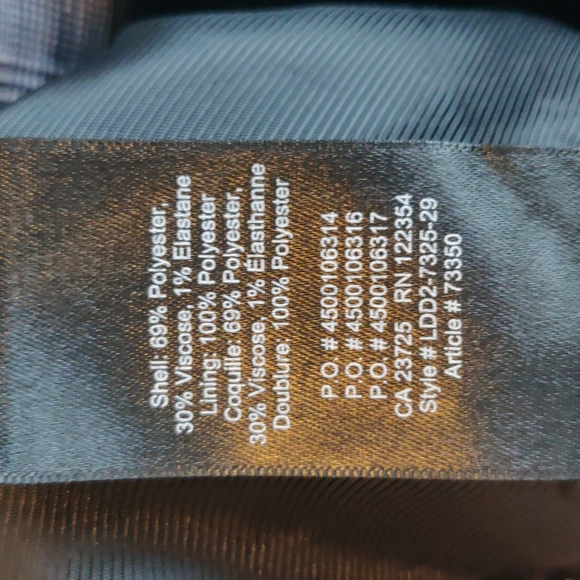 Shell: 69% Polyester,
30% Viscose, 1% Elastane
Lining: 100% Polyester
Coquille: 69% Polyester,
30% Viscose, 1% Élasthanne
Doublure: 100% Polyester
P.O. # 4500106314
P.O. # 4500106316
P.O. # 4500106317
CA 23725 RN 122354
Style # LDD2-7325-29
Article # 73350